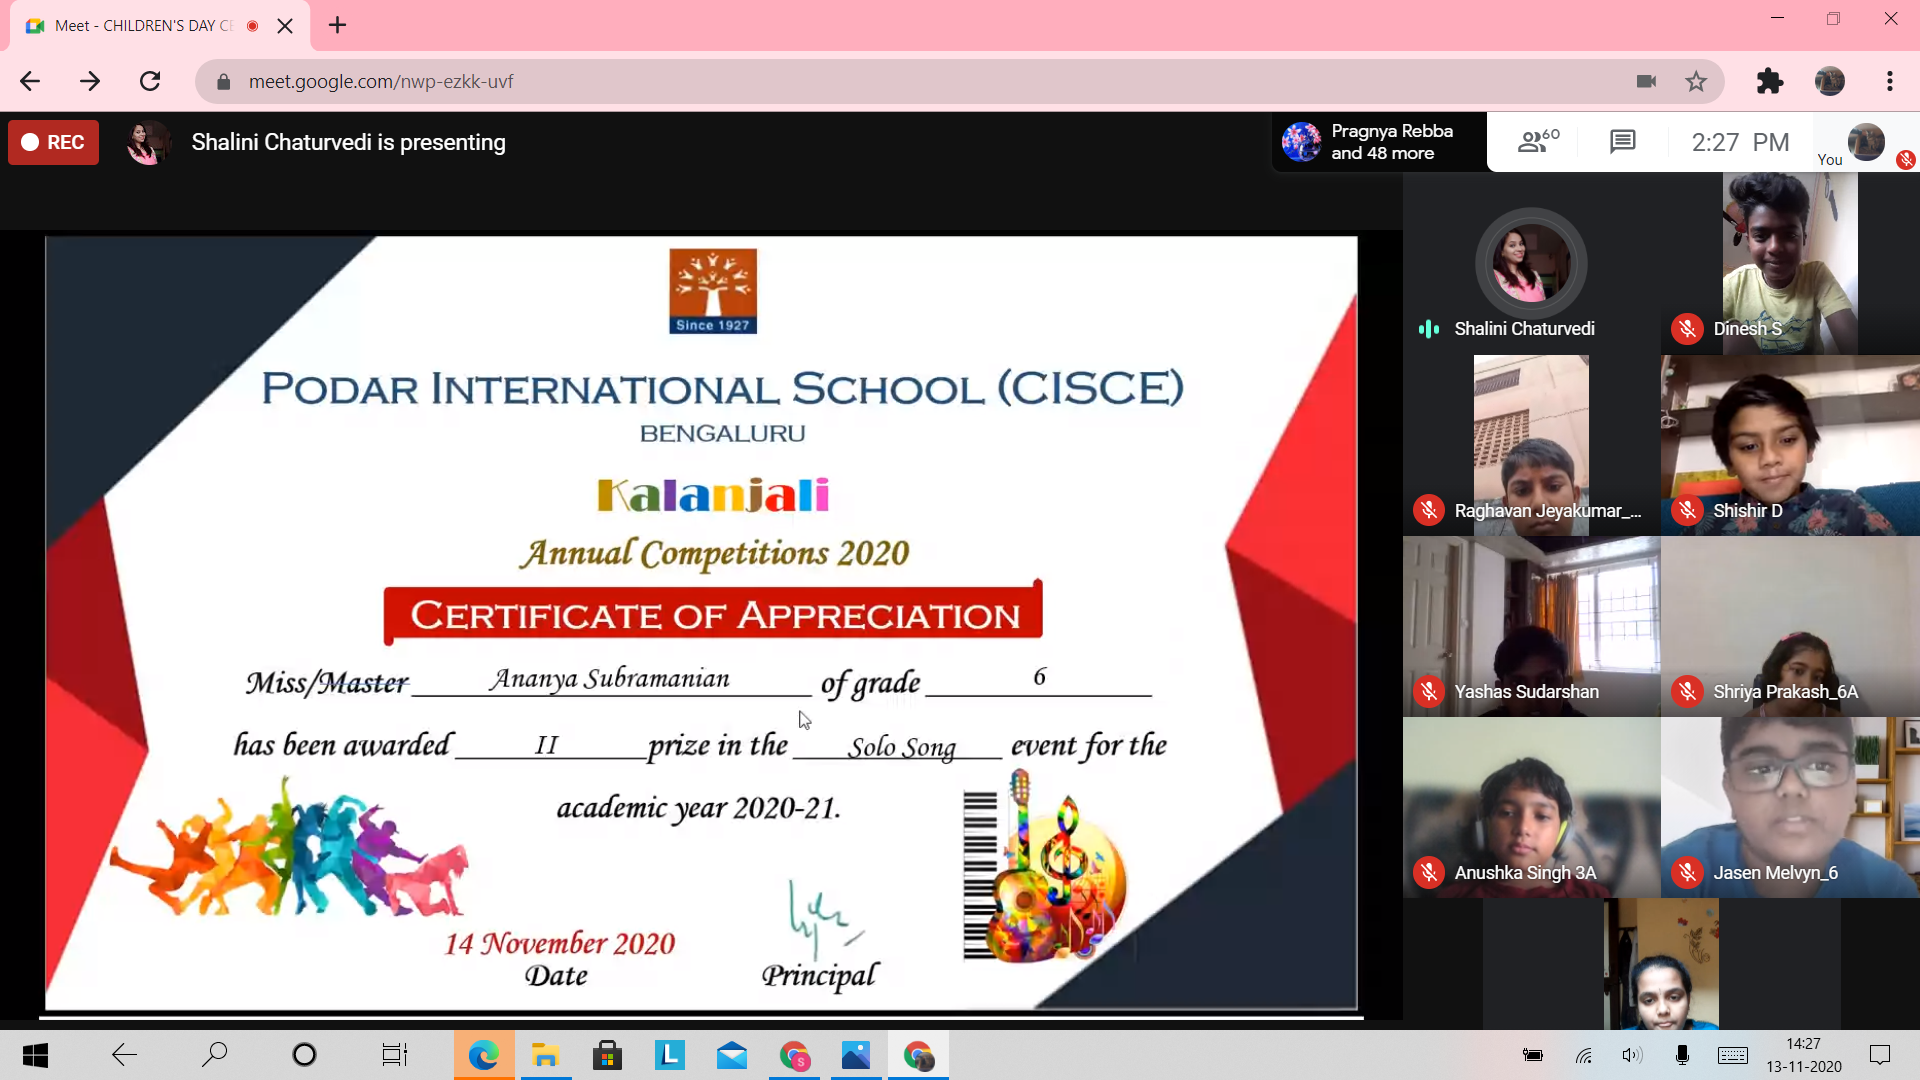 Meet - CHILDREN'S DAY CE
meet.google.com/nwp-ezkk-uvf
REC
Shalini Chaturvedi is presenting
Pragnya Rebba
and 48 more
60
2:27 PM
You
Since 1927
PODAR INTERNATIONAL SCHOOL (CISCE)
BENGALURU
Kalanjali
Annual Competitions 2020
CERTIFICATE OF APPRECIATION
Miss/Master Ananya Subramanian of grade 6
has been awarded II prize in the Solo Song event for the
academic year 2020-21.
14 November 2020
Date
Principal
Shalini Chaturvedi
Dinesh S
Raghavan Jeyakumar_...
Shishir D
Yashas Sudarshan
Shriya Prakash_6A
Anushka Singh 3A
Jasen Melvyn_6
L
S
14:27
13-11-2020